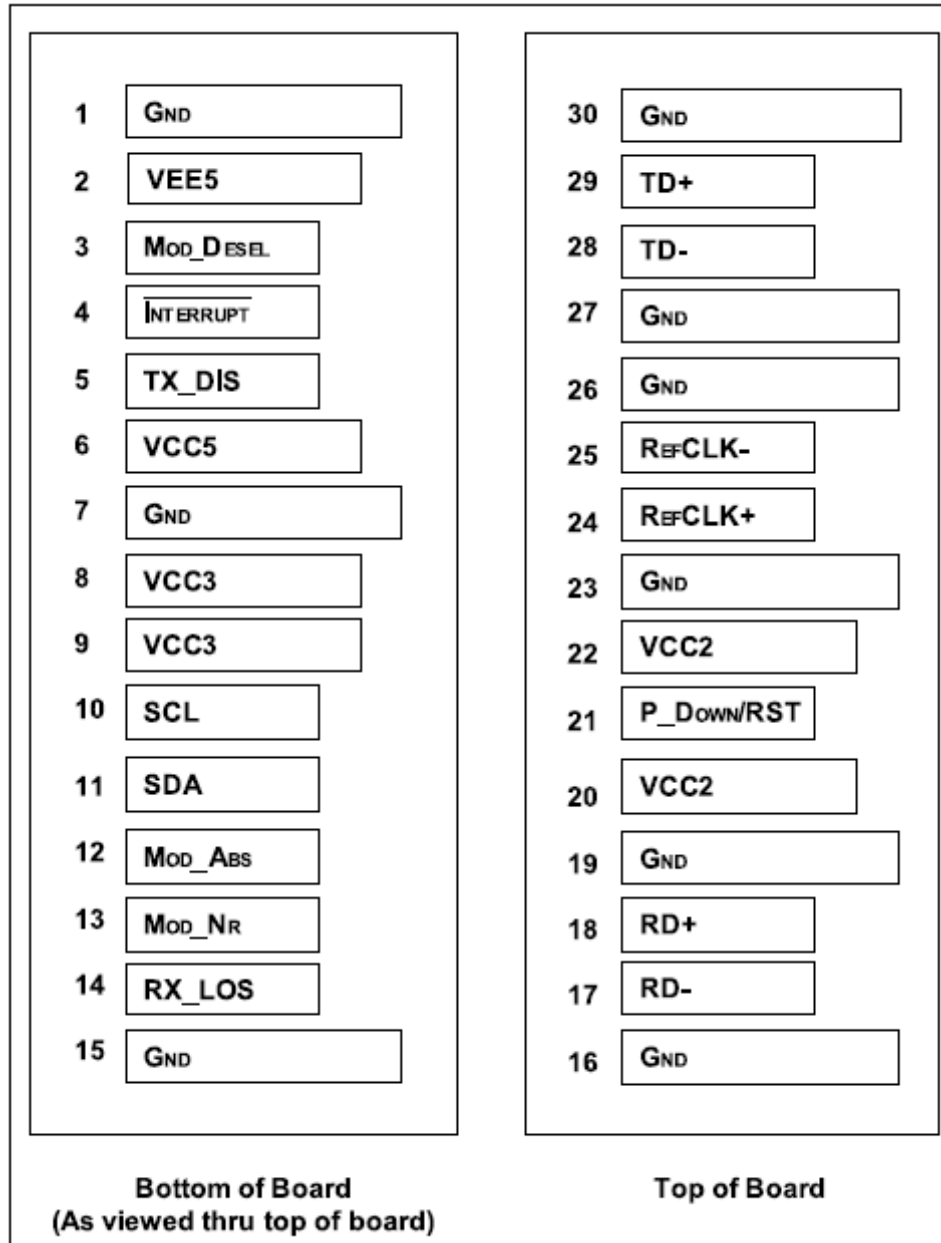 1 GND
2 VEE5
3 MOD_DESEL
4 INTERRUPT
5 TX_DIS
6 VCC5
7 GND
8 VCC3
9 VCC3
10 SCL
11 SDA
12 MOD_ABS
13 MOD_NR
14 RX_LOS
15 GND
Bottom of Board
(As viewed thru top of board)
30 GND
29 TD+
28 TD-
27 GND
26 GND
25 REFCLK-
24 REFCLK+
23 GND
22 VCC2
21 P_DOWN/RST
20 VCC2
19 GND
18 RD+
17 RD-
16 GND
Top of Board